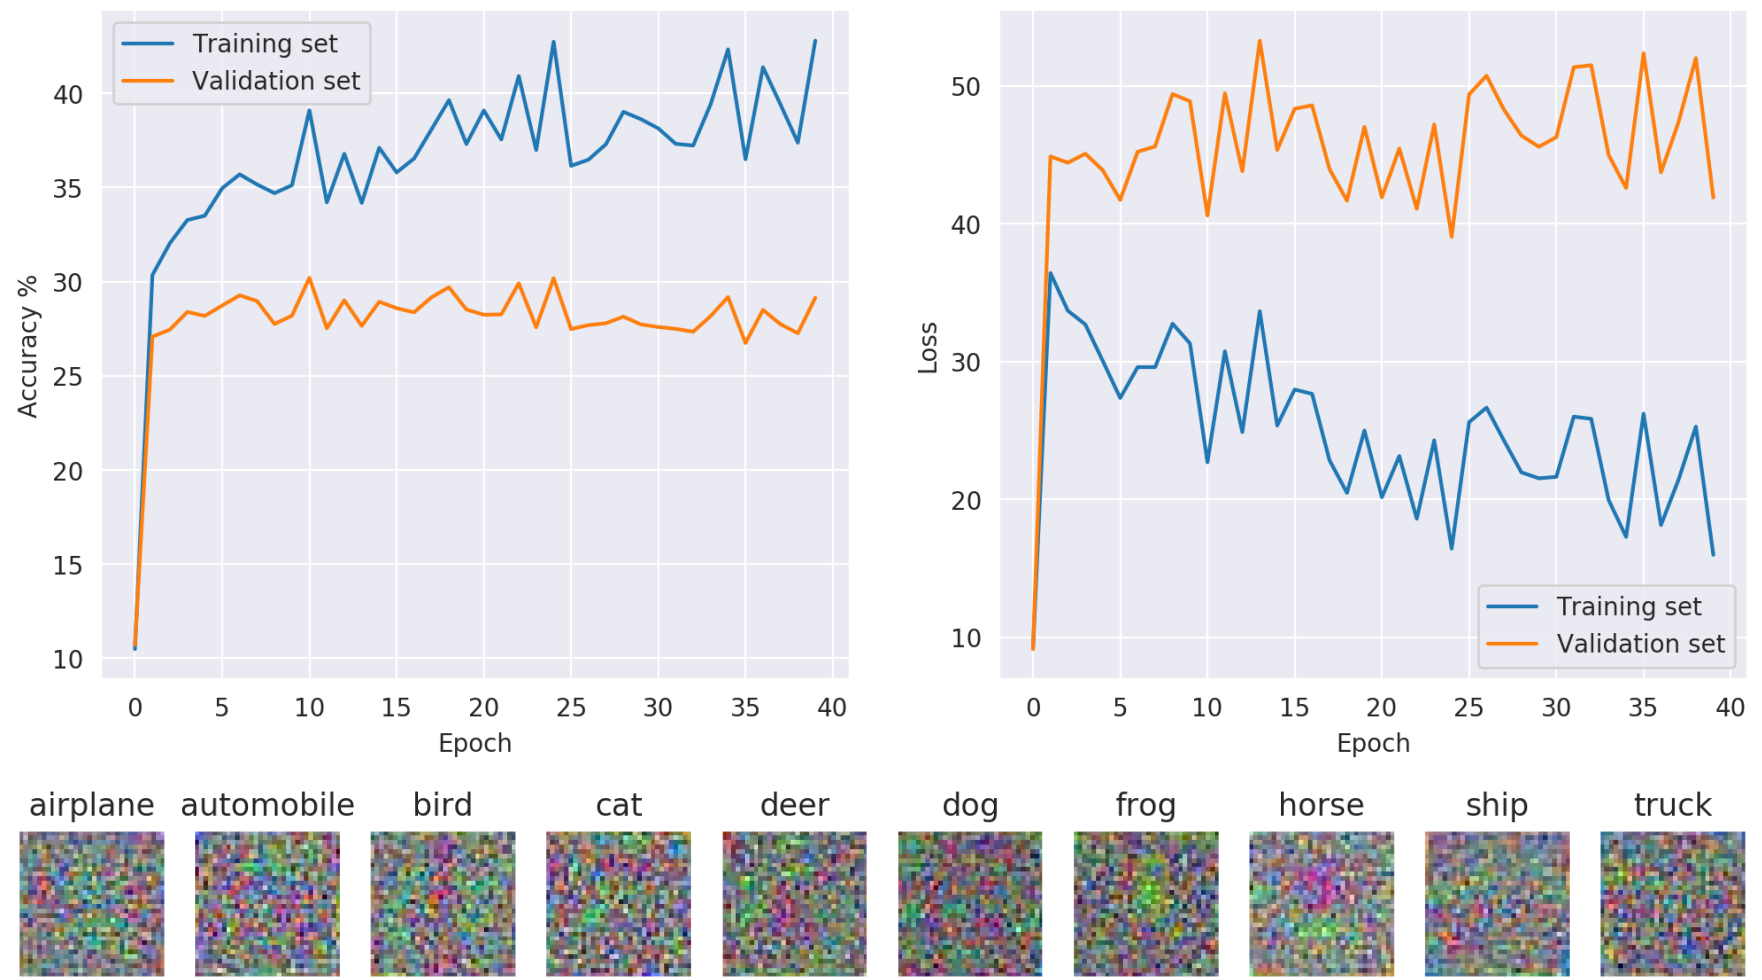 Training set
Validation set
40
35
30
25
20
15
10
Accuracy %
0 5 10 15 20 25 30 35 40
Epoch
50
40
30
20
10
Loss
Training set
Validation set
0 5 10 15 20 25 30 35 40
Epoch
airplane automobile bird cat deer dog frog horse ship truck